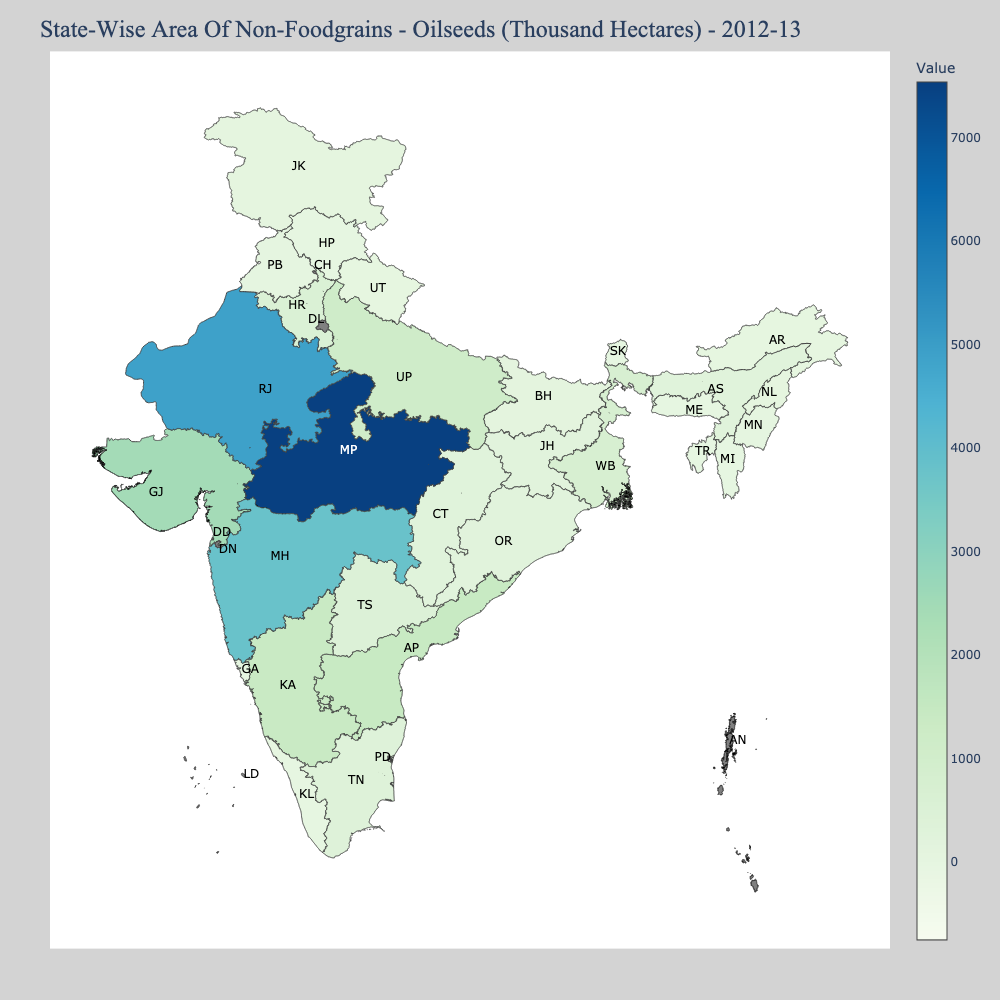 State-Wise Area Of Non-Foodgrains - Oilseeds (Thousand Hectares) - 2012-13
Value
7000
6000
5000
4000
3000
2000
1000
0
JK
HP
PB
CH
UT
HR
DL
RJ
UP
SK
AR
BH
AS
NL
ME
MN
MP
JH
WB
TR
MI
GJ
CT
DD
DN
MH
OR
TS
AP
GA
KA
PD
AN
LD
TN
KL